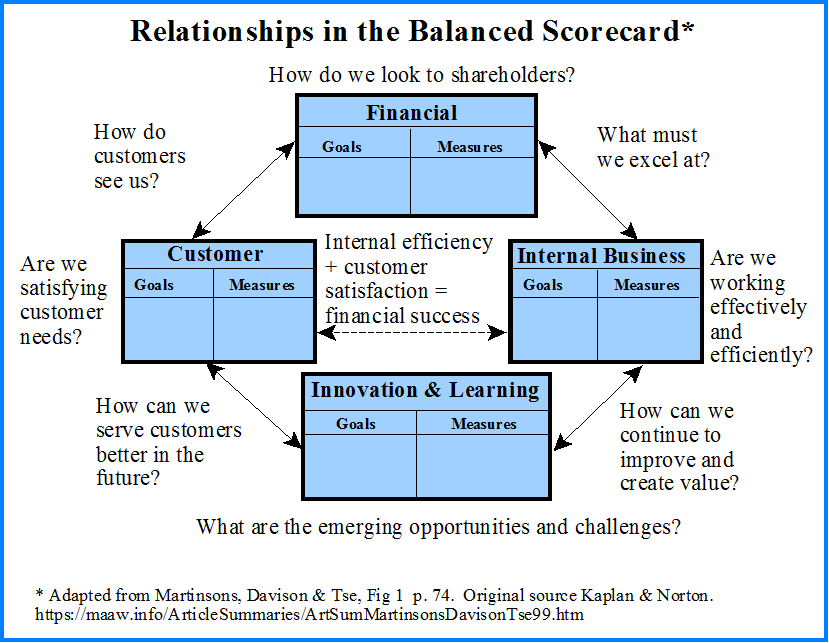 Relationships in the Balanced Scorecard*
How do we look to shareholders?
Financial
Goals
Measures
How do
customers
see us?
What must
we excel at?
Customer
Goals
Measures
Internal efficiency
+ customer
satisfaction =
financial success
Internal Business
Goals
Measures
Are we
satisfying
customer
needs?
Are we
working
effectively
and
efficiently?
Innovation & Learning
Goals
Measures
How can we
serve customers
better in the
future?
How can we
continue to
improve and
create value?
What are the emerging opportunities and challenges?
* Adapted from Martinsons, Davison & Tse, Fig 1 p. 74. Original source Kaplan & Norton.
https://maaw.info/ArticleSummaries/ArtSumMartinsonsDavisonTse99.htm